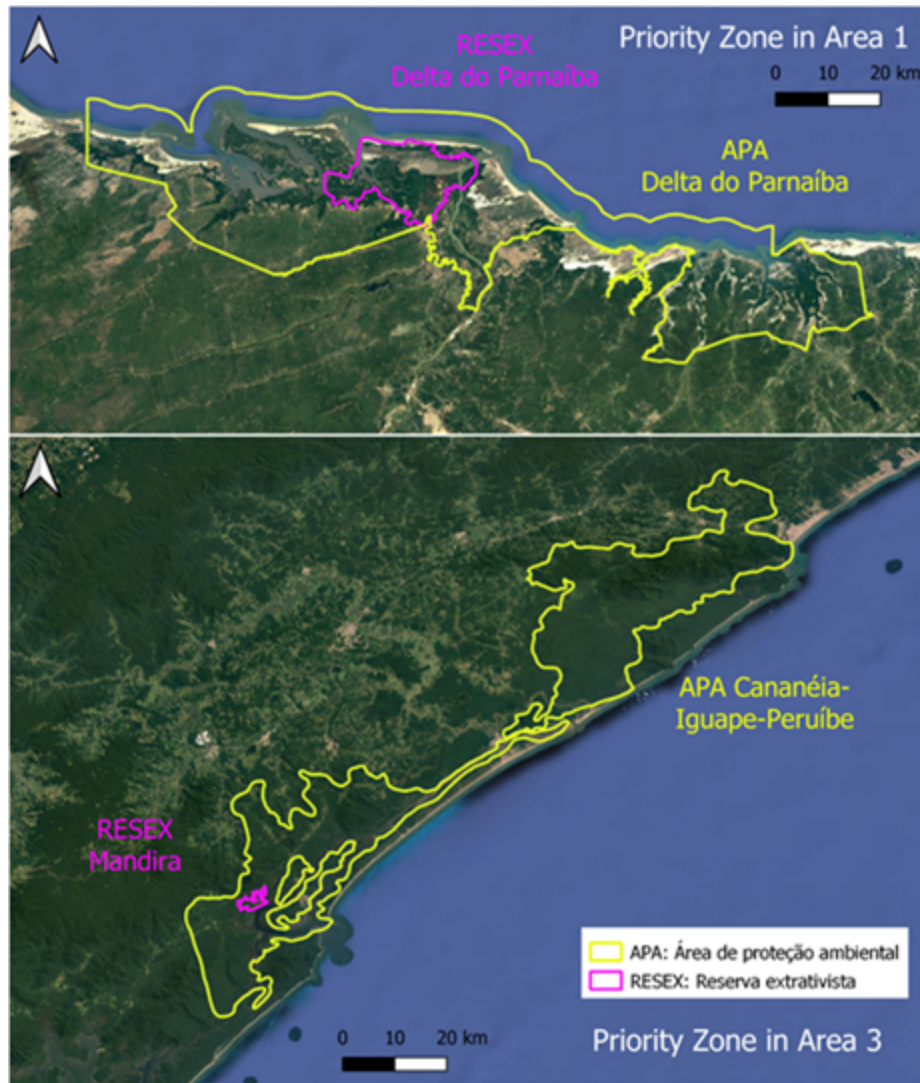 RESEX
Delta do Parnaíba
Priority Zone in Area 1
0 10 20 km
APA
Delta do Parnaíba
APA Cananéia-
Iguape-Peruíbe
RESEX
Mandira
APA: Área de proteção ambiental
RESEX: Reserva extrativista
0 10 20 km
Priority Zone in Area 3